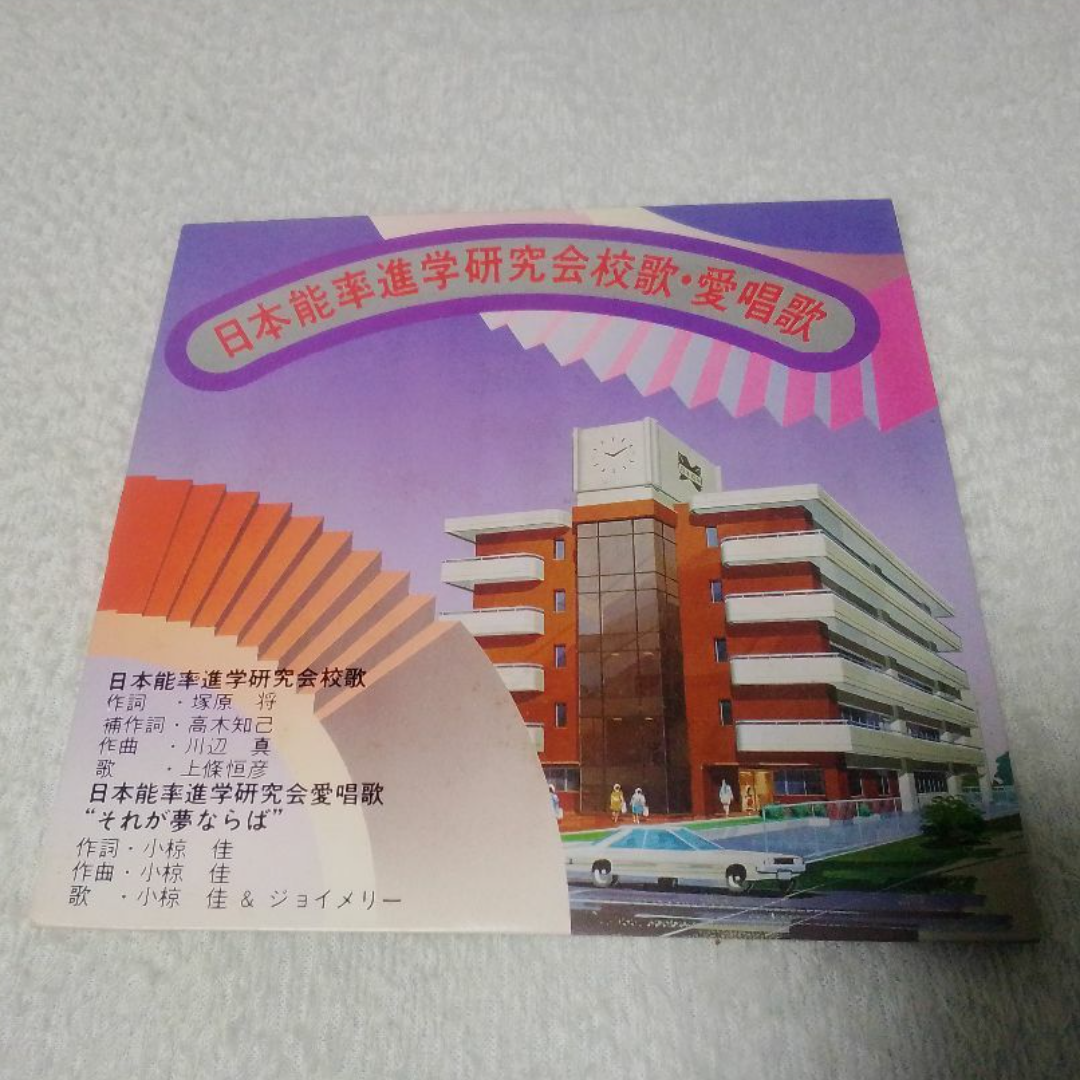 日本能率進学研究会校歌・愛唱歌
日本能率進学研究会校歌
作詞・塚原 将
補作詞・高木知己
作曲・川辺 真
歌・上條恒彦
日本能率進学研究会愛唱歌
“それが夢ならば”
作詞・小椋 佳
作曲・小椋 佳
歌・小椋 佳 & ジョイメリー